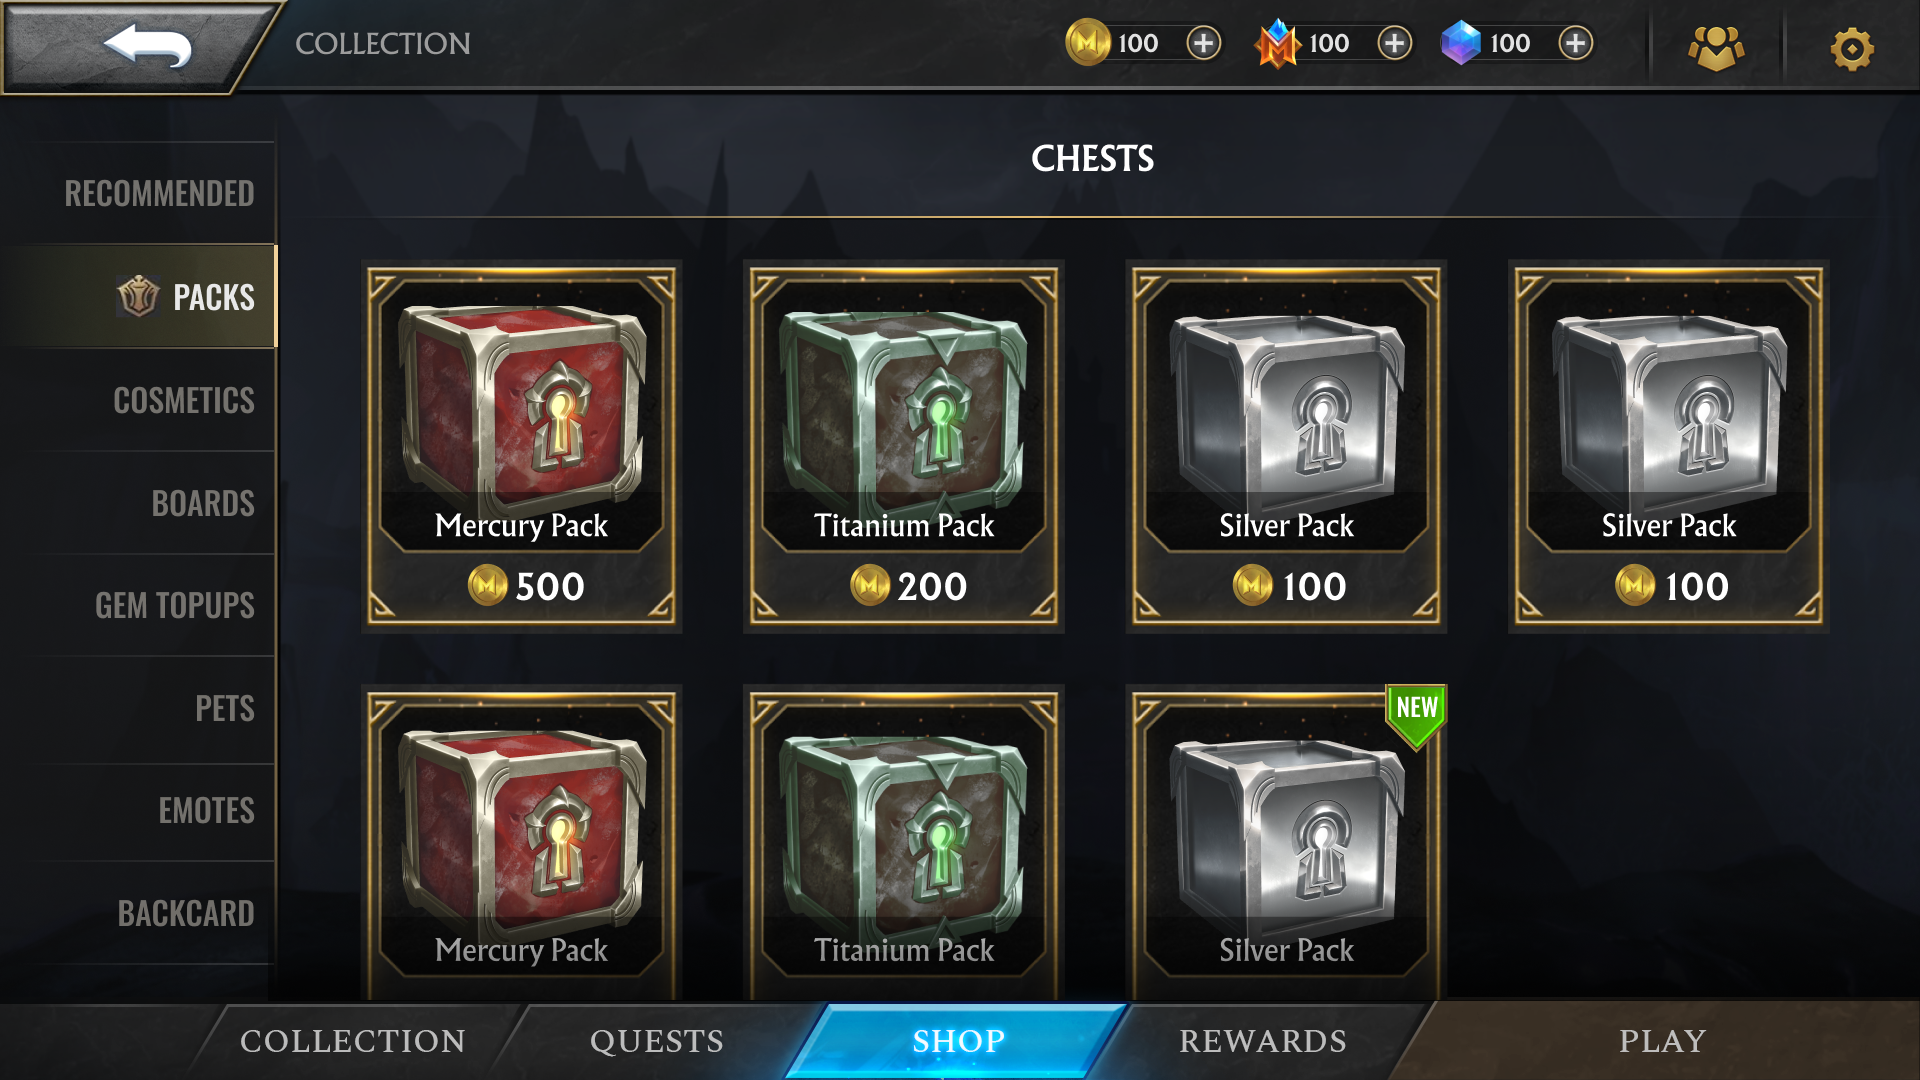 COLLECTION
100
100
100
RECOMMENDED
PACKS
COSMETICS
BOARDS
GEM TOPUPS
PETS
EMOTES
BACKCARD
CHESTS
Mercury Pack
500
Titanium Pack
200
Silver Pack
100
Silver Pack
100
Mercury Pack
Titanium Pack
NEW
Silver Pack
COLLECTION
QUESTS
SHOP
REWARDS
PLAY